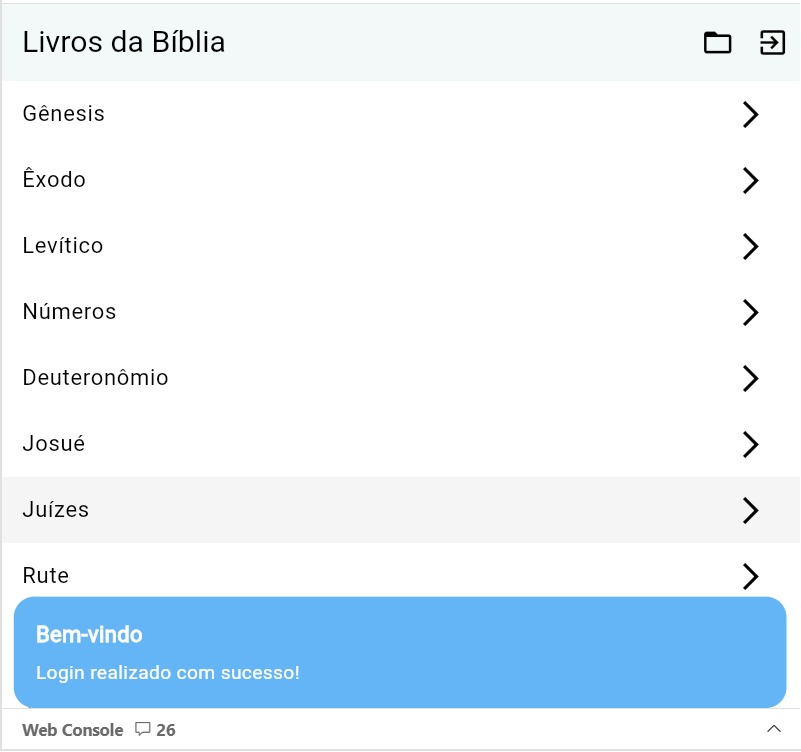 Livros da Bíblia
Gênesis
Êxodo
Levítico
Números
Deuteronômio
Josué
Juízes
Rute
Bem-vindo
Login realizado com sucesso!
Web Console 26